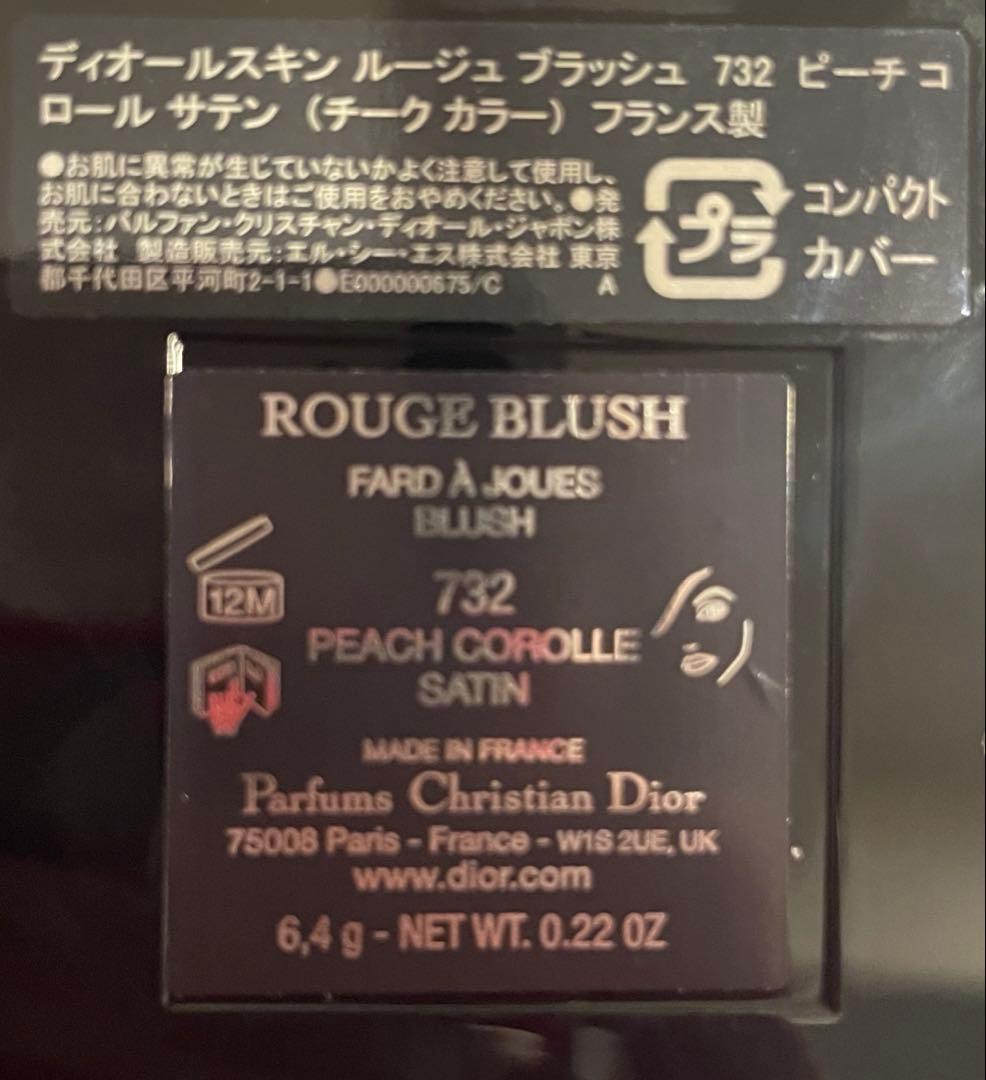 ディオールスキン ルージュ ブラッシュ 732 ピーチ コ
ロール サテン (チーク カラー) フランス製
●お肌に異常が生じていないかよく注意して使用し、
お肌に合わないときはご使用をおやめください。●発
売元:パルファン・クリスチャン・ディオール・ジャポン株
式会社 製造販売元:エル・シー・エス株式会社 東京
都千代田区平河町2-1-1●E000000675/C A
プラ
コンパクト
カバー
ROUGE BLUSH
FARD À JOUES
BLUSH
12M
732
PEACH COROLLE
SATIN
MADE IN FRANCE
Parfums Christian Dior
75008 Paris - France - W1S 2UE, UK
www.dior.com
6,4 g - NET WT. 0.22 OZ